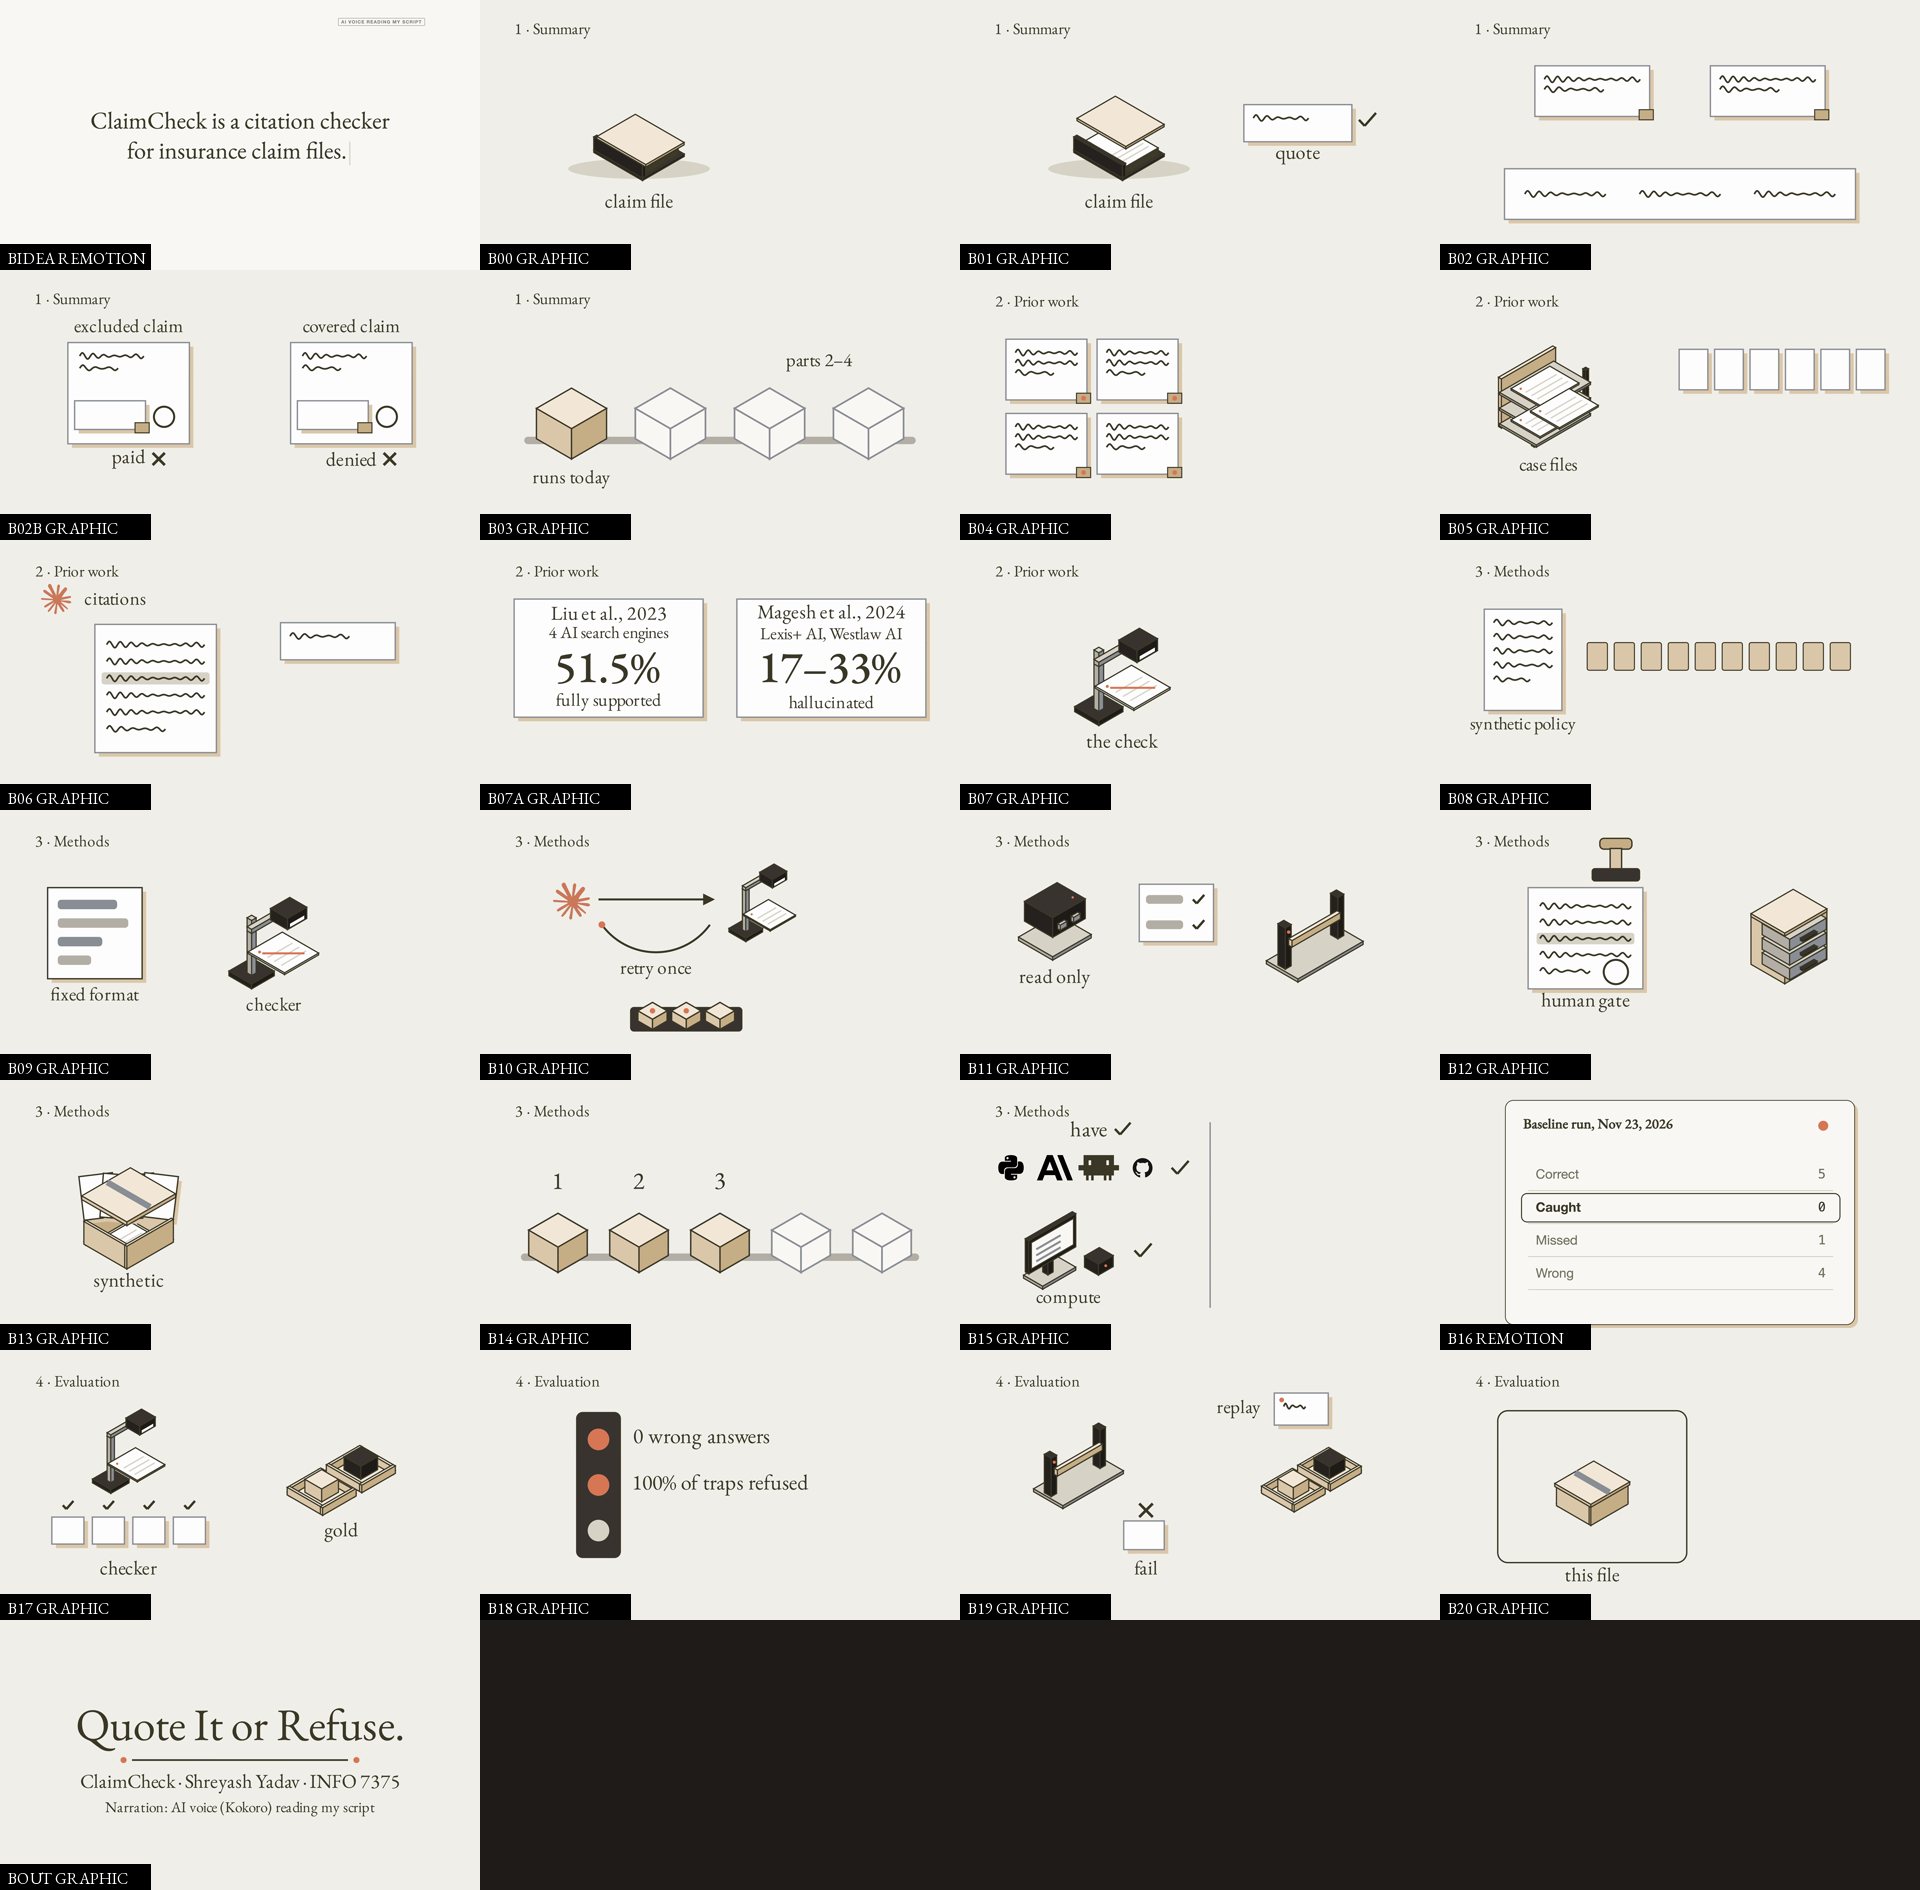 AI VOICE READING MY SCRIPT
ClaimCheck is a citation checker
for insurance claim files.
BIDEA REMOTION
1 · Summary
claim file
B00 GRAPHIC
1 · Summary
claim file
quote
B01 GRAPHIC
1 · Summary
B02 GRAPHIC
1 · Summary
excluded claim
covered claim
paid
denied
B02B GRAPHIC
1 · Summary
parts 2–4
runs today
B03 GRAPHIC
2 · Prior work
B04 GRAPHIC
2 · Prior work
case files
B05 GRAPHIC
2 · Prior work
citations
B06 GRAPHIC
2 · Prior work
Liu et al., 2023
4 AI search engines
51.5%
fully supported
Magesh et al., 2024
Lexis+ AI, Westlaw AI
17–33%
hallucinated
B07A GRAPHIC
2 · Prior work
the check
B07 GRAPHIC
3 · Methods
synthetic policy
B08 GRAPHIC
3 · Methods
fixed format
checker
B09 GRAPHIC
3 · Methods
retry once
B10 GRAPHIC
3 · Methods
read only
B11 GRAPHIC
3 · Methods
human gate
B12 GRAPHIC
3 · Methods
synthetic
B13 GRAPHIC
3 · Methods
1 2 3
B14 GRAPHIC
3 · Methods
have
compute
B15 GRAPHIC
Baseline run, Nov 23, 2026
Correct 5
Caught 0
Missed 1
Wrong 4
B16 REMOTION
4 · Evaluation
checker
gold
B17 GRAPHIC
4 · Evaluation
0 wrong answers
100% of traps refused
B18 GRAPHIC
4 · Evaluation
replay
fail
B19 GRAPHIC
4 · Evaluation
this file
B20 GRAPHIC
Quote It or Refuse.
ClaimCheck · Shreyash Yadav · INFO 7375
Narration: AI voice (Kokoro) reading my script
BOUT GRAPHIC